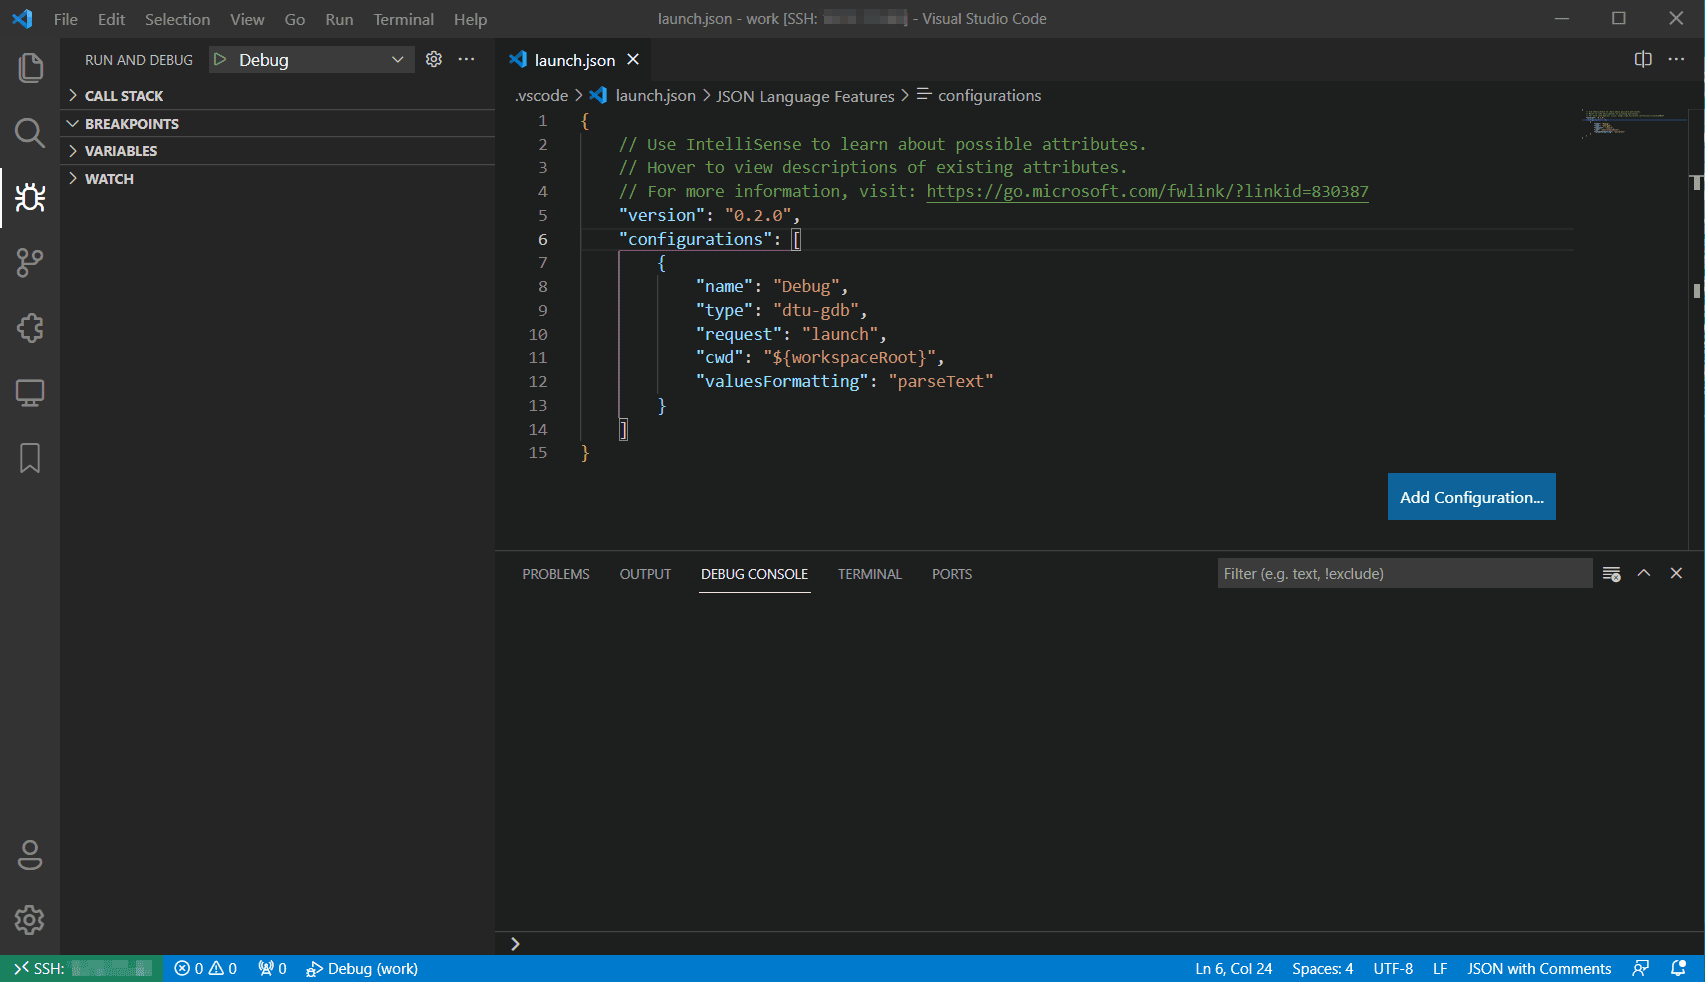 File Edit Selection View Go Run Terminal Help
launch.json - work [SSH: ] - Visual Studio Code
RUN AND DEBUG Debug
CALL STACK
BREAKPOINTS
VARIABLES
WATCH
launch.json
.vscode > launch.json > JSON Language Features > configurations
1 {
2 // Use IntelliSense to learn about possible attributes.
3 // Hover to view descriptions of existing attributes.
4 // For more information, visit: https://go.microsoft.com/fwlink/?linkid=830387
5 "version": "0.2.0",
6 "configurations": [
7 {
8 "name": "Debug",
9 "type": "dtu-gdb",
10 "request": "launch",
11 "cwd": "${workspaceRoot}",
12 "valuesFormatting": "parseText"
13 }
14 ]
15 }
Add Configuration...
PROBLEMS OUTPUT DEBUG CONSOLE TERMINAL PORTS
Filter (e.g. text, !exclude)
SSH: 0 0 0 Debug (work) Ln 6, Col 24 Spaces: 4 UTF-8 LF JSON with Comments